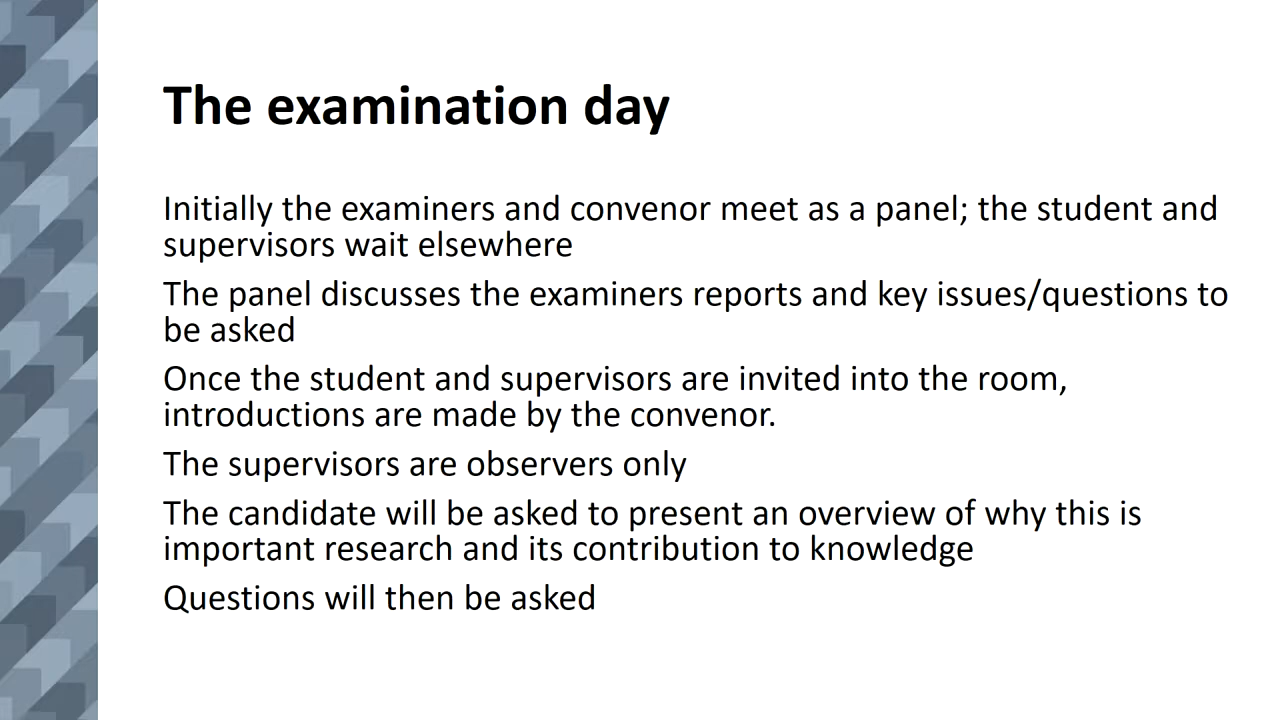 The examination day
Initially the examiners and convenor meet as a panel; the student and
supervisors wait elsewhere
The panel discusses the examiners reports and key issues/questions to
be asked
Once the student and supervisors are invited into the room,
introductions are made by the convenor.
The supervisors are observers only
The candidate will be asked to present an overview of why this is
important research and its contribution to knowledge
Questions will then be asked